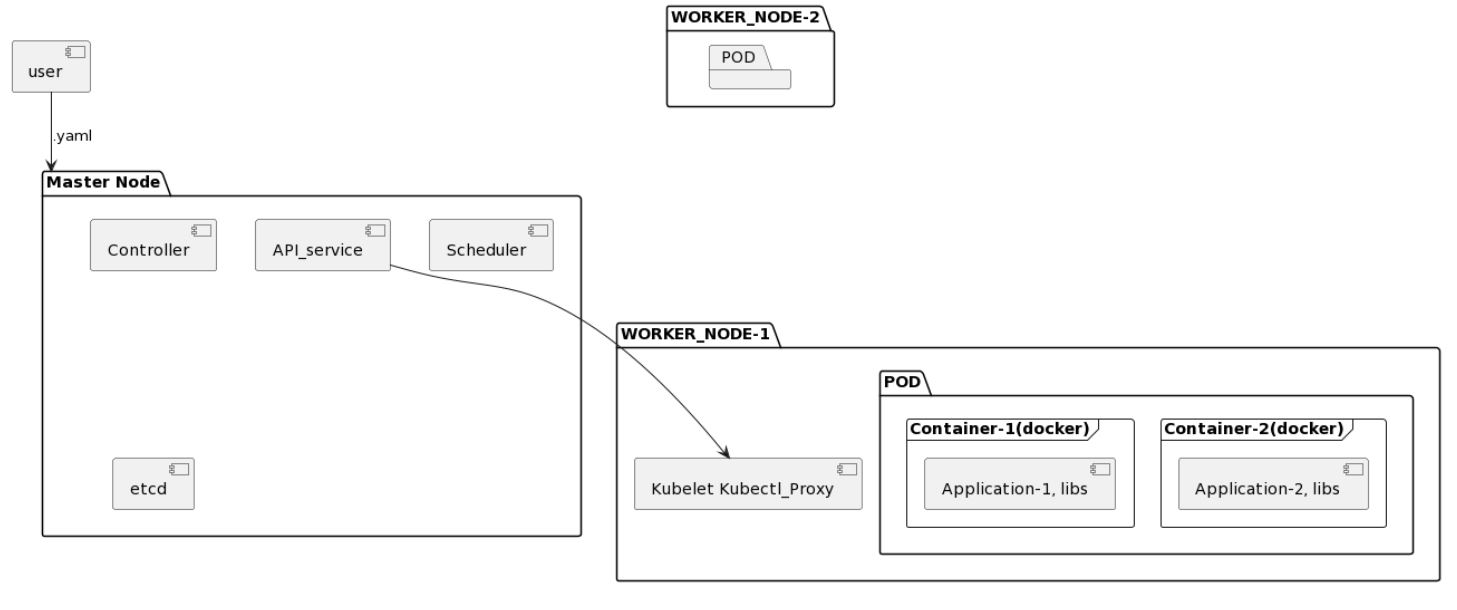 WORKER_NODE-2
POD
user
.yaml
Master Node
Controller
API_service
Scheduler
etcd
WORKER_NODE-1
Kubelet Kubectl_Proxy
POD
Container-1(docker)
Application-1, libs
Container-2(docker)
Application-2, libs